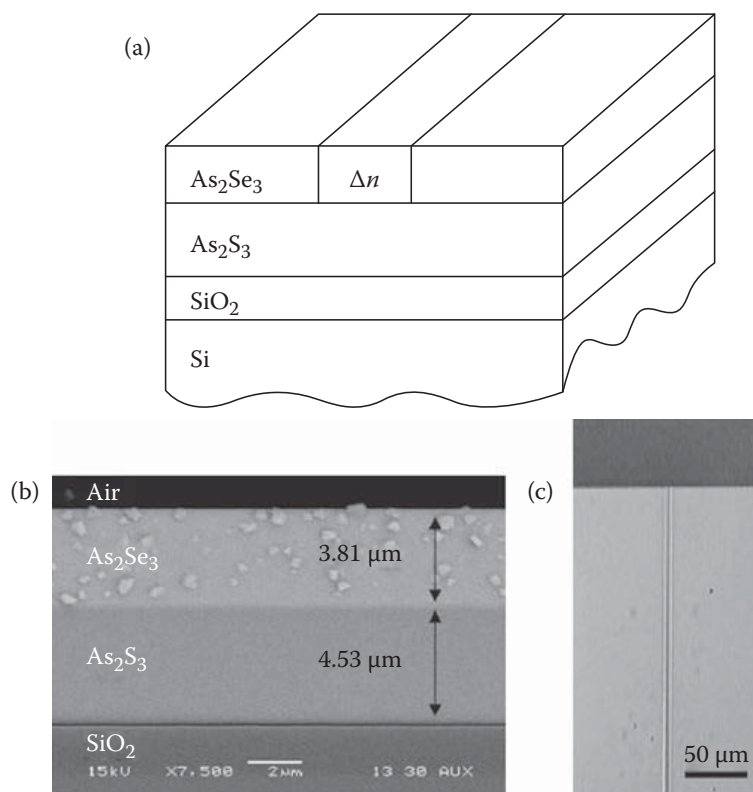 (a)
As₂Se₃
Δn
As₂S₃
SiO₂
Si
(b)
Air
As₂Se₃
3.81 μm
As₂S₃
4.53 μm
SiO₂
15kV X7,500 2μm 13 30 AUX
(c)
50 μm